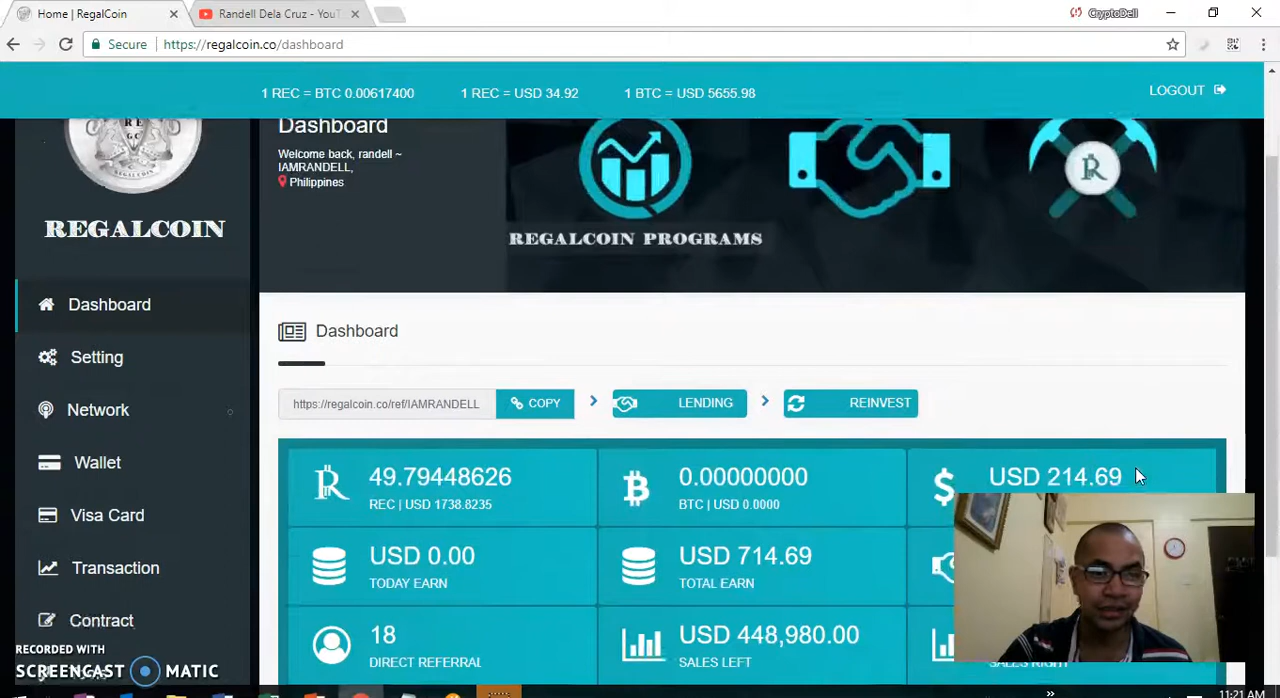 Home | RegalCoin
Randell Dela Cruz - YouT
CryptoDell
Secure
https://regalcoin.co/dashboard
1 REC = BTC 0.00617400
1 REC = USD 34.92
1 BTC = USD 5655.98
LOGOUT
REGALCOIN
Dashboard
Welcome back, randell ~
IAMRANDELL,
Philippines
REGALCOIN PROGRAMS
Dashboard
Setting
Network
Wallet
Visa Card
Transaction
Contract
Dashboard
https://regalcoin.co/ref/IAMRANDELL
COPY
LENDING
REINVEST
49.79448626
REC | USD 1738.8235
0.00000000
BTC | USD 0.0000
USD 214.69
USD 0.00
TODAY EARN
USD 714.69
TOTAL EARN
18
DIRECT REFERRAL
USD 448,980.00
SALES LEFT
RECORDED WITH
SCREENCAST MATIC
11:21 AM